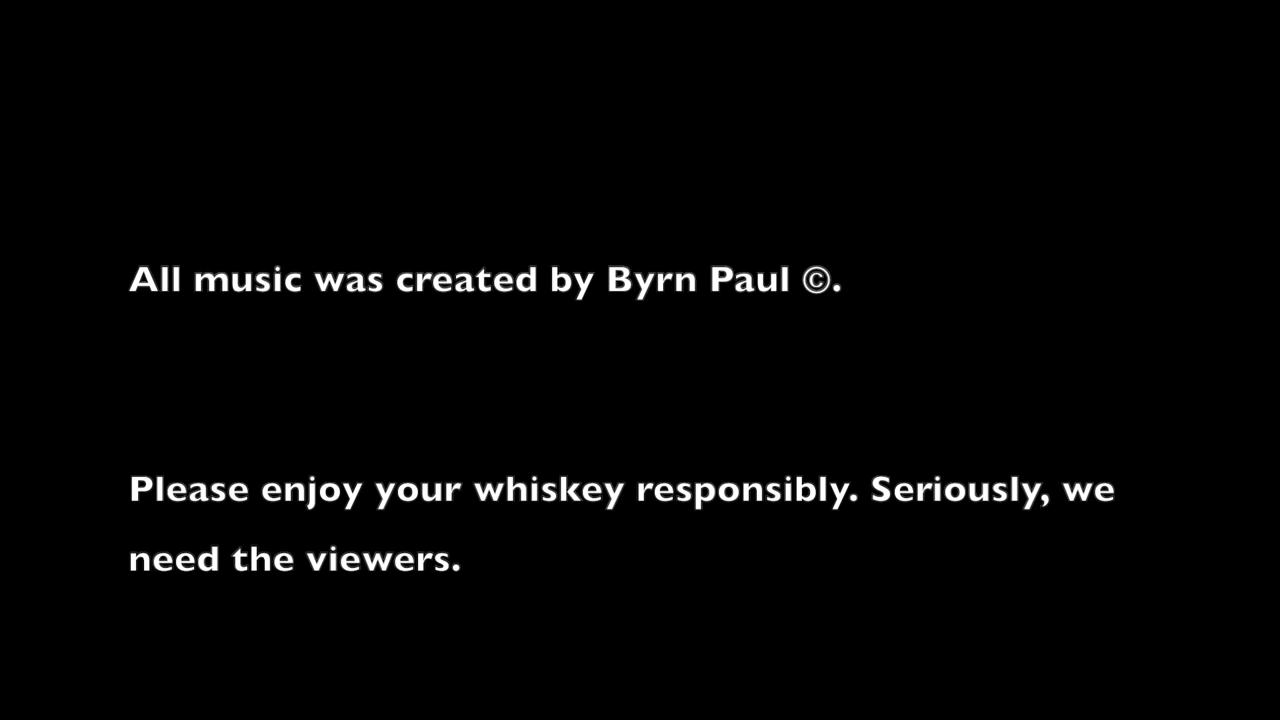 All music was created by Byrn Paul ©.
Please enjoy your whiskey responsibly. Seriously, we
need the viewers.